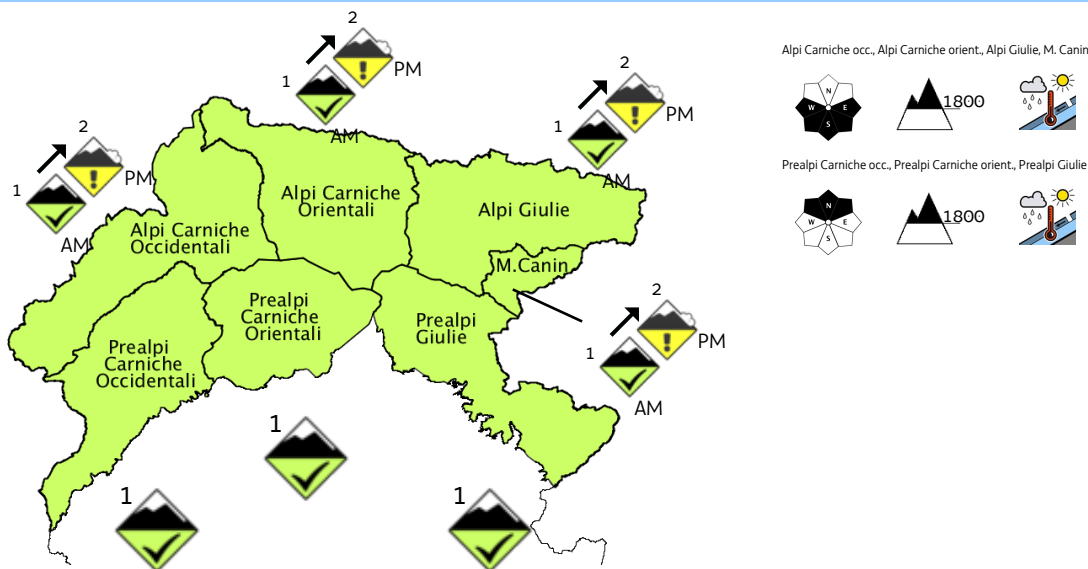 2
PM
1
AM
2
PM
1
AM
2
PM
1
AM
Alpi Carniche
Occidentali
Alpi Carniche
Orientali
Alpi Giulie
M.Canin
Prealpi
Carniche
Orientali
Prealpi
Giulie
Prealpi
Carniche
Occidentali
2
PM
1
AM
1
1
1
Alpi Carniche occ., Alpi Carniche orient., Alpi Giulie, M. Canin
N
W E
S
1800
Prealpi Carniche occ., Prealpi Carniche orient., Prealpi Giulie
N
W E
S
1800